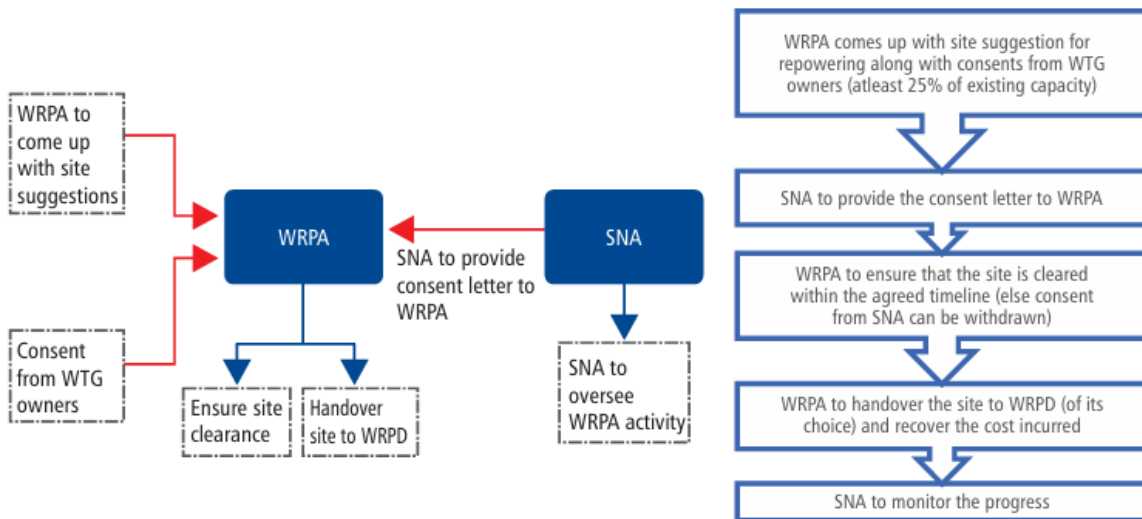 WRPA to
come up
with site
suggestions
Consent
from WTG
owners
WRPA
SNA to provide
consent letter to
WRPA
SNA
Ensure site
clearance
Handover
site to WRPD
SNA to
oversee
WRPA activity
WRPA comes up with site suggestion for
repowering along with consents from WTG
owners (atleast 25% of existing capacity)
SNA to provide the consent letter to WRPA
WRPA to ensure that the site is cleared
within the agreed timeline (else consent
from SNA can be withdrawn)
WRPA to handover the site to WRPD (of its
choice) and recover the cost incurred
SNA to monitor the progress